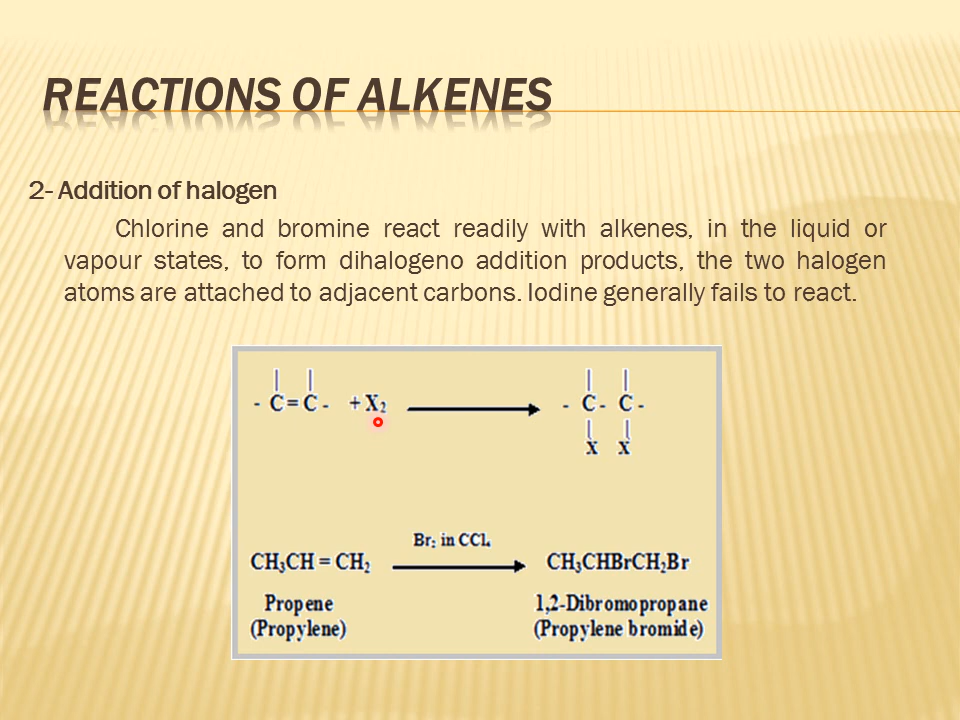 REACTIONS OF ALKENES
2- Addition of halogen
Chlorine and bromine react readily with alkenes, in the liquid or
vapour states, to form dihalogeno addition products, the two halogen
atoms are attached to adjacent carbons. Iodine generally fails to react.
- C = C - + X₂ - C - C -
X X
Br₂ in CCl₄
CH₃CH = CH₂ CH₃CHBrCH₂Br
Propene 1,2-Dibromopropane
(Propylene) (Propylene bromide)